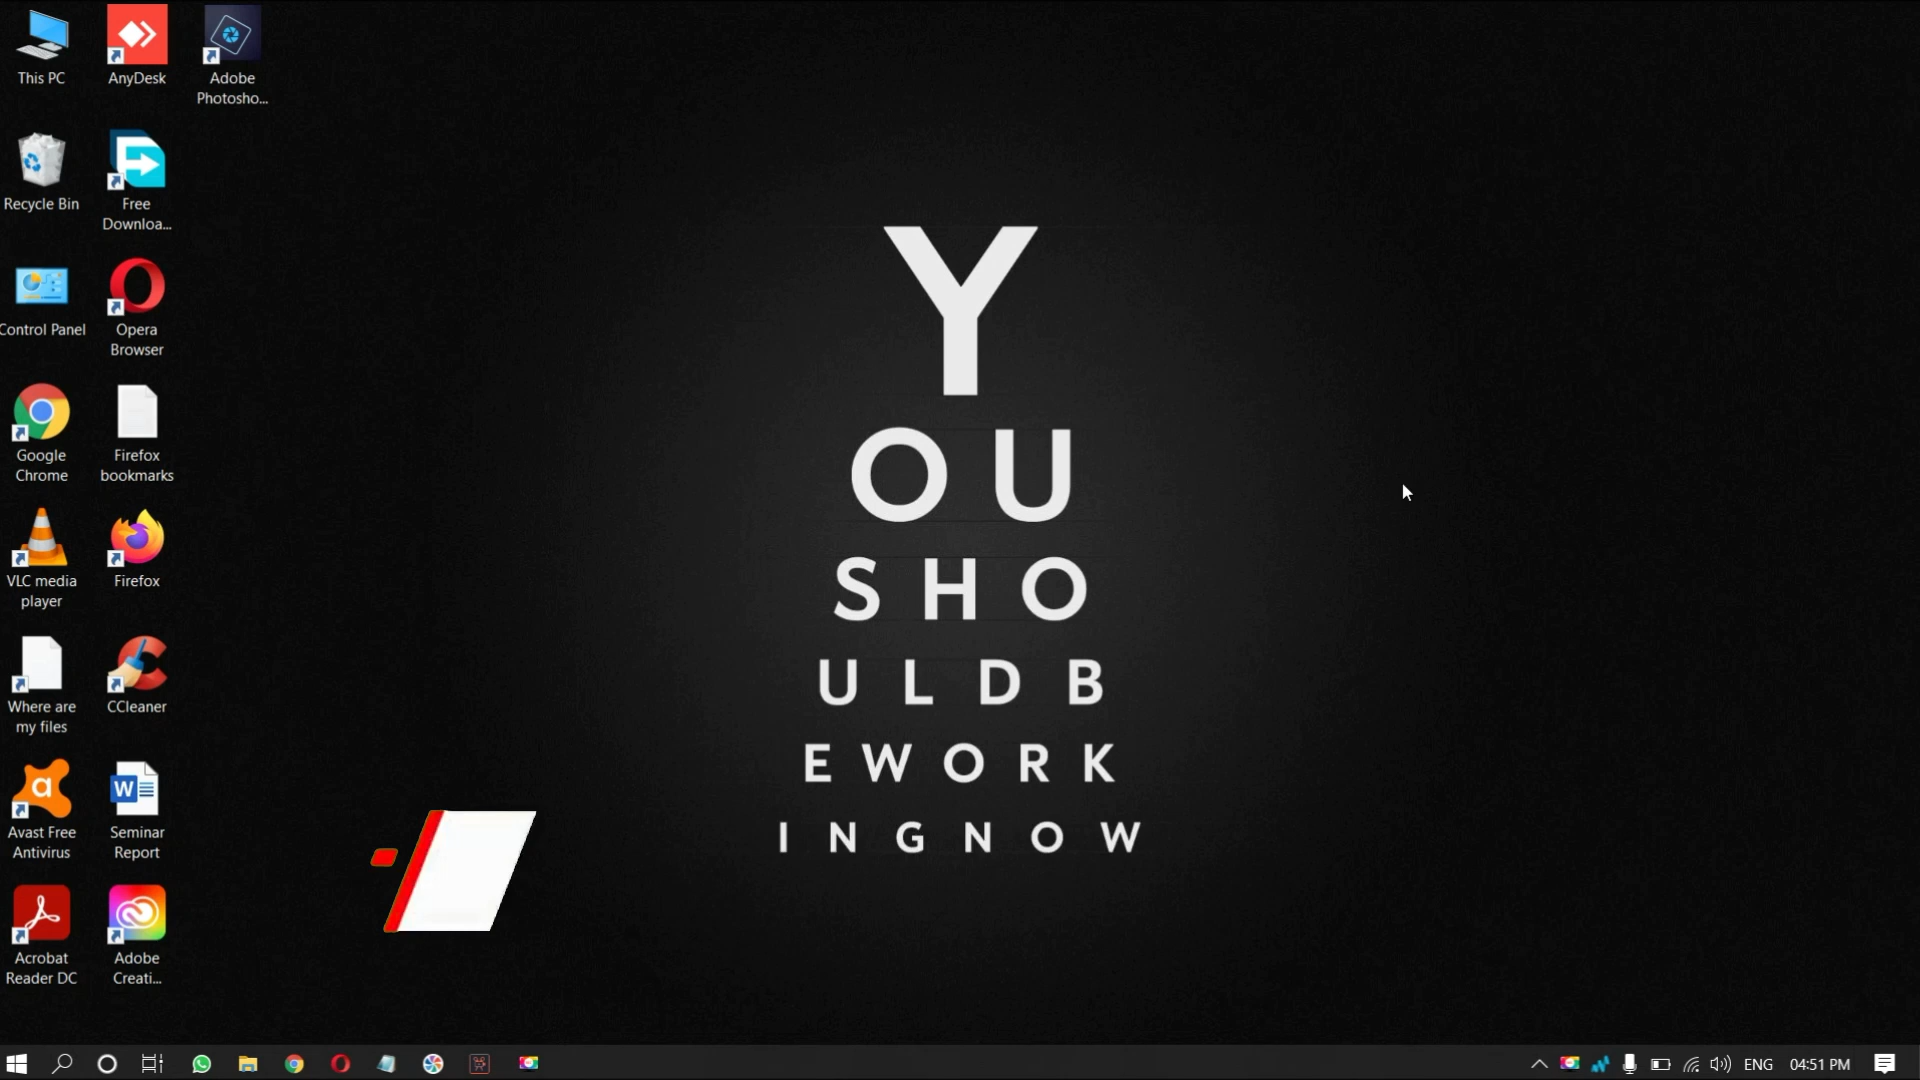 This PC
AnyDesk
Adobe
Photosho...
Recycle Bin
Free
Downloa...
Control Panel
Opera
Browser
Google
Chrome
Firefox
bookmarks
VLC media
player
Firefox
Where are
my files
CCleaner
Avast Free
Antivirus
Seminar
Report
Acrobat
Reader DC
Adobe
Creati...
Y
O U
S H O
U L D B
E W O R K
I N G N O W
ENG
04:51 PM